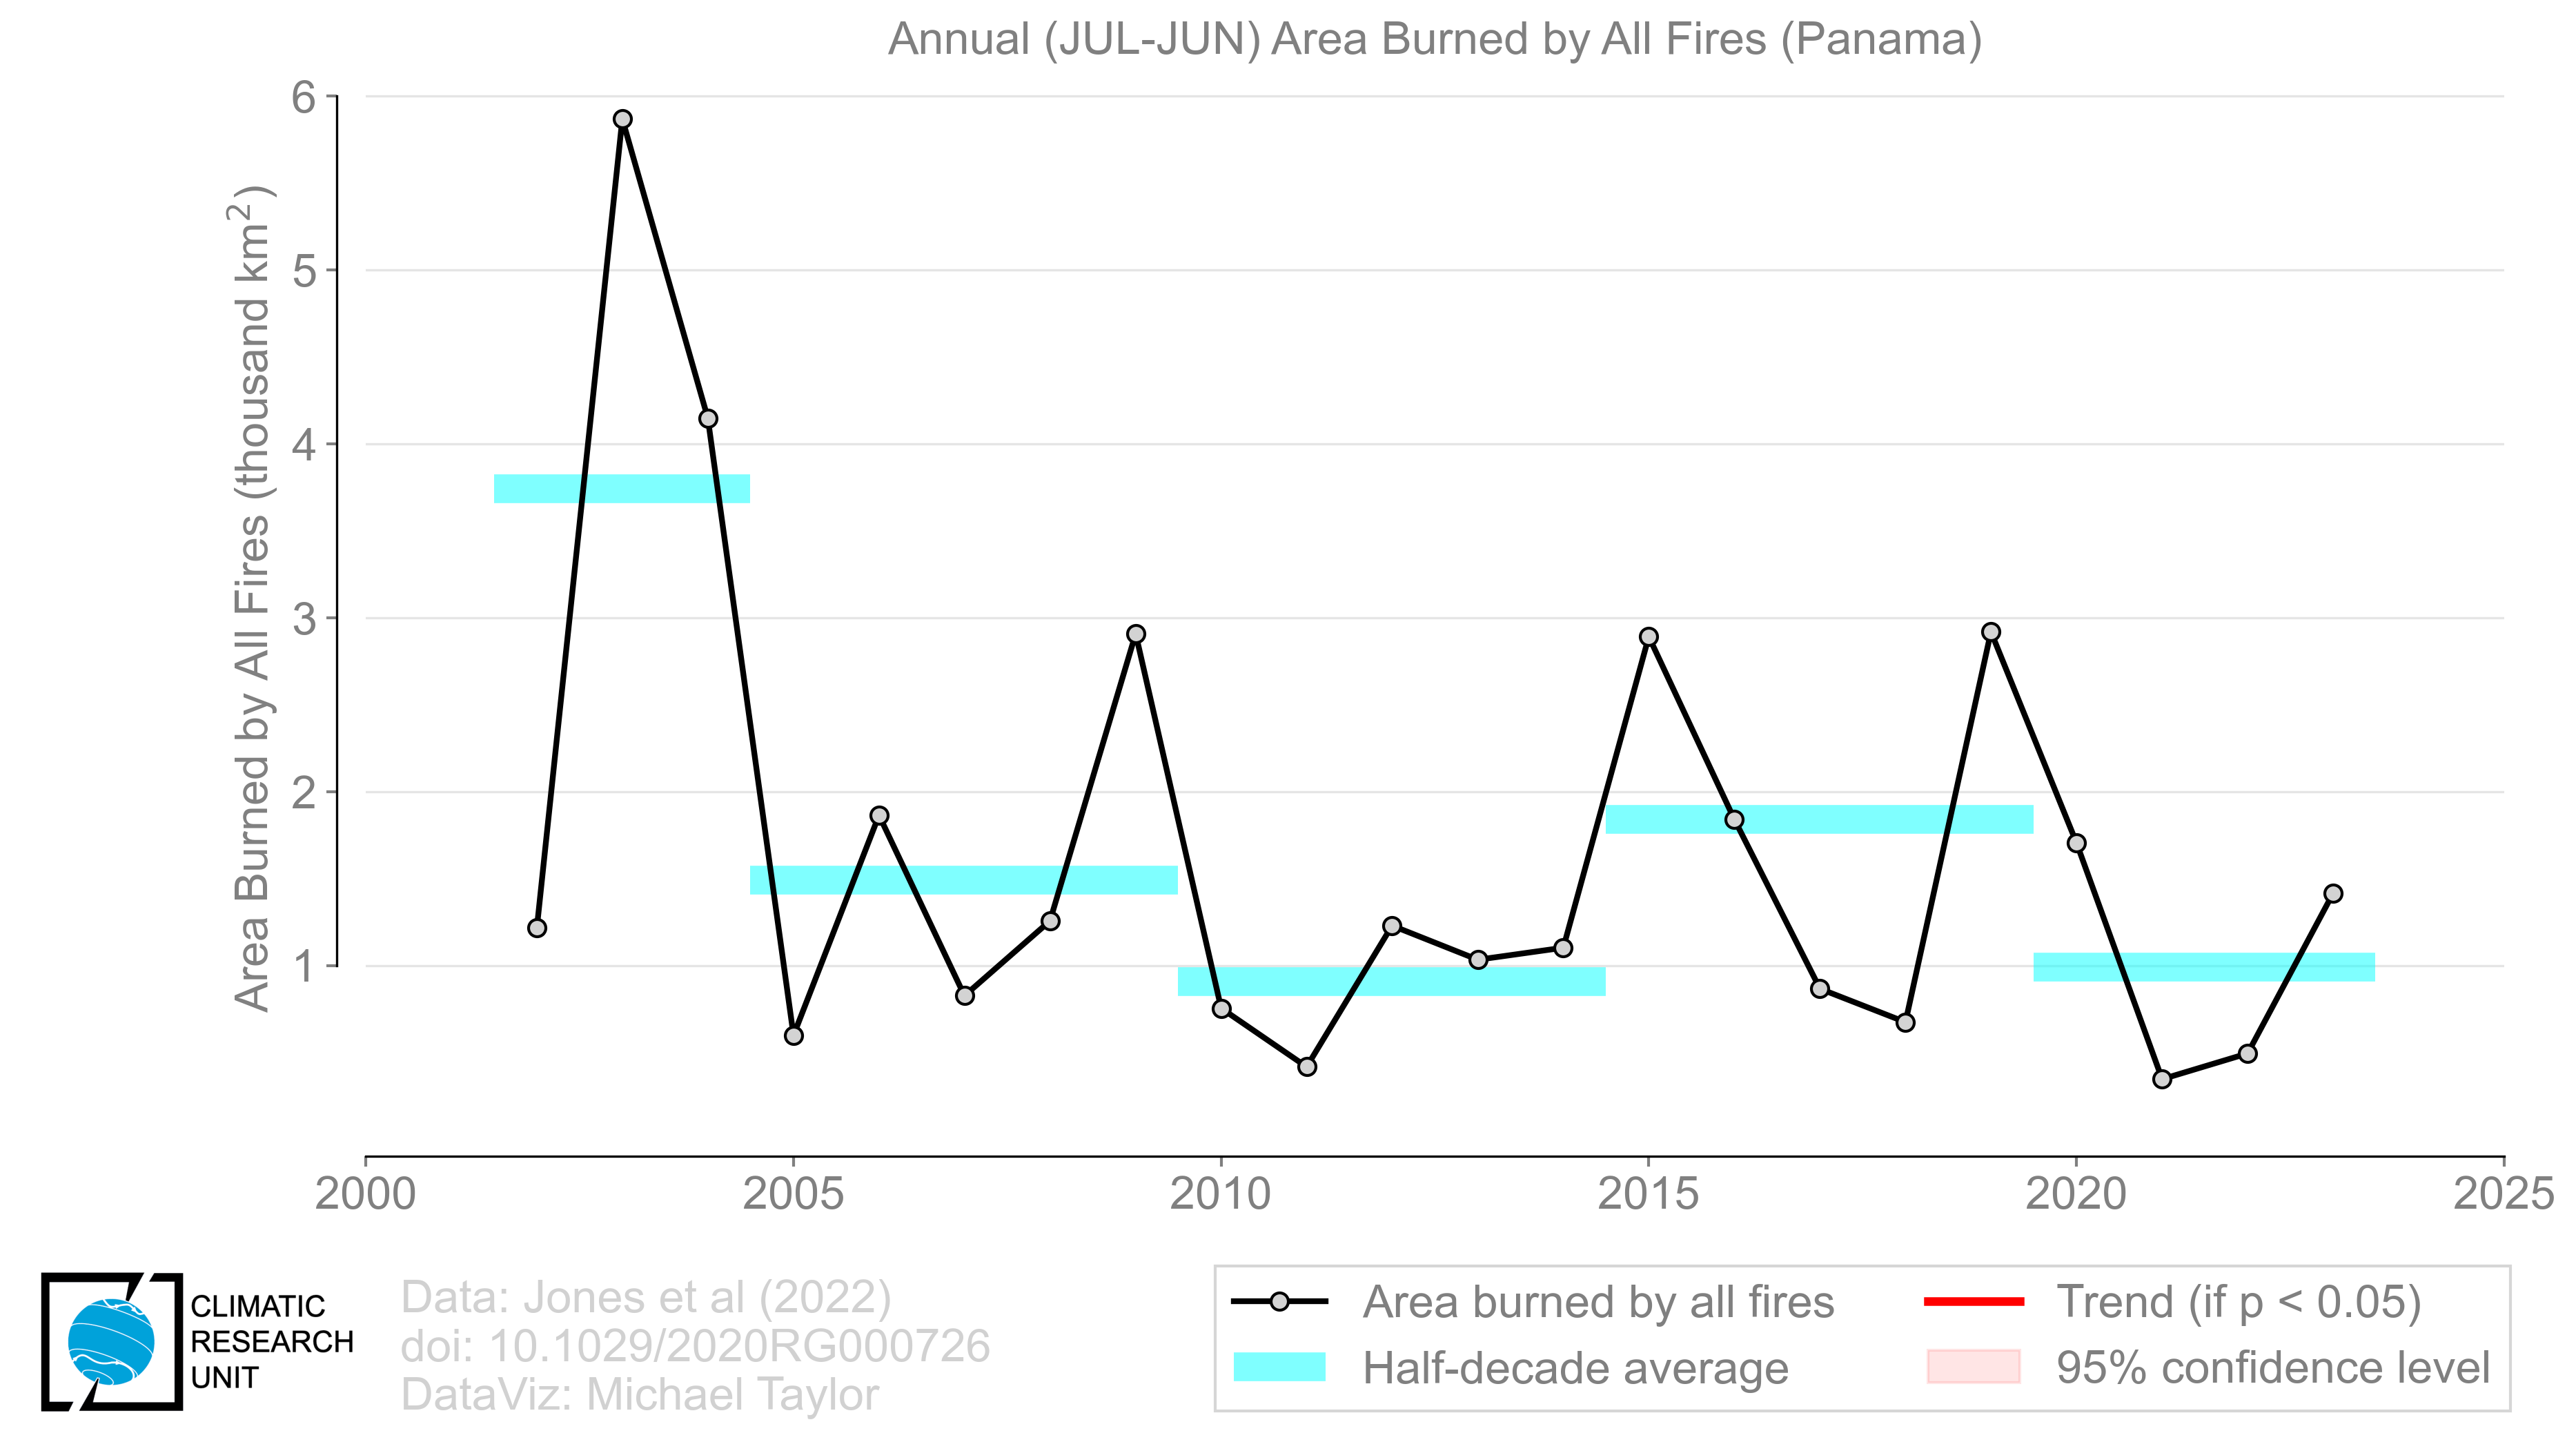 Annual (JUL-JUN) Area Burned by All Fires (Panama)
Area Burned by All Fires (thousand km²)
6
5
4
3
2
1
2000 2005 2010 2015 2020 2025
CLIMATIC
RESEARCH
UNIT
Data: Jones et al (2022)
doi: 10.1029/2020RG000726
DataViz: Michael Taylor
Area burned by all fires
Half-decade average
Trend (if p < 0.05)
95% confidence level